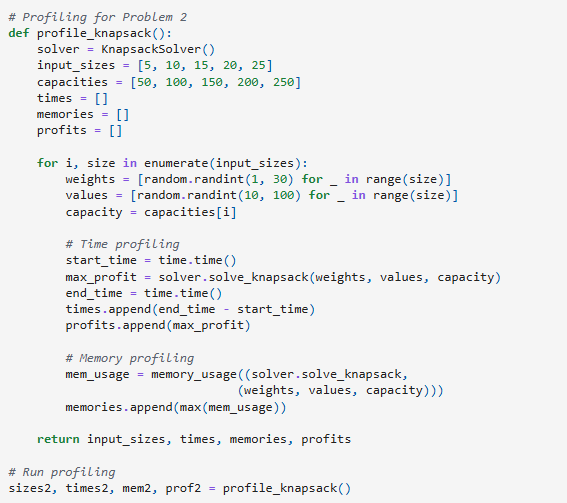 # Profiling for Problem 2
def profile_knapsack():
    solver = KnapsackSolver()
    input_sizes = [5, 10, 15, 20, 25]
    capacities = [50, 100, 150, 200, 250]
    times = []
    memories = []
    profits = []

    for i, size in enumerate(input_sizes):
        weights = [random.randint(1, 30) for _ in range(size)]
        values = [random.randint(10, 100) for _ in range(size)]
        capacity = capacities[i]

        # Time profiling
        start_time = time.time()
        max_profit = solver.solve_knapsack(weights, values, capacity)
        end_time = time.time()
        times.append(end_time - start_time)
        profits.append(max_profit)

        # Memory profiling
        mem_usage = memory_usage((solver.solve_knapsack,
                                (weights, values, capacity)))
        memories.append(max(mem_usage))

    return input_sizes, times, memories, profits

# Run profiling
sizes2, times2, mem2, prof2 = profile_knapsack()